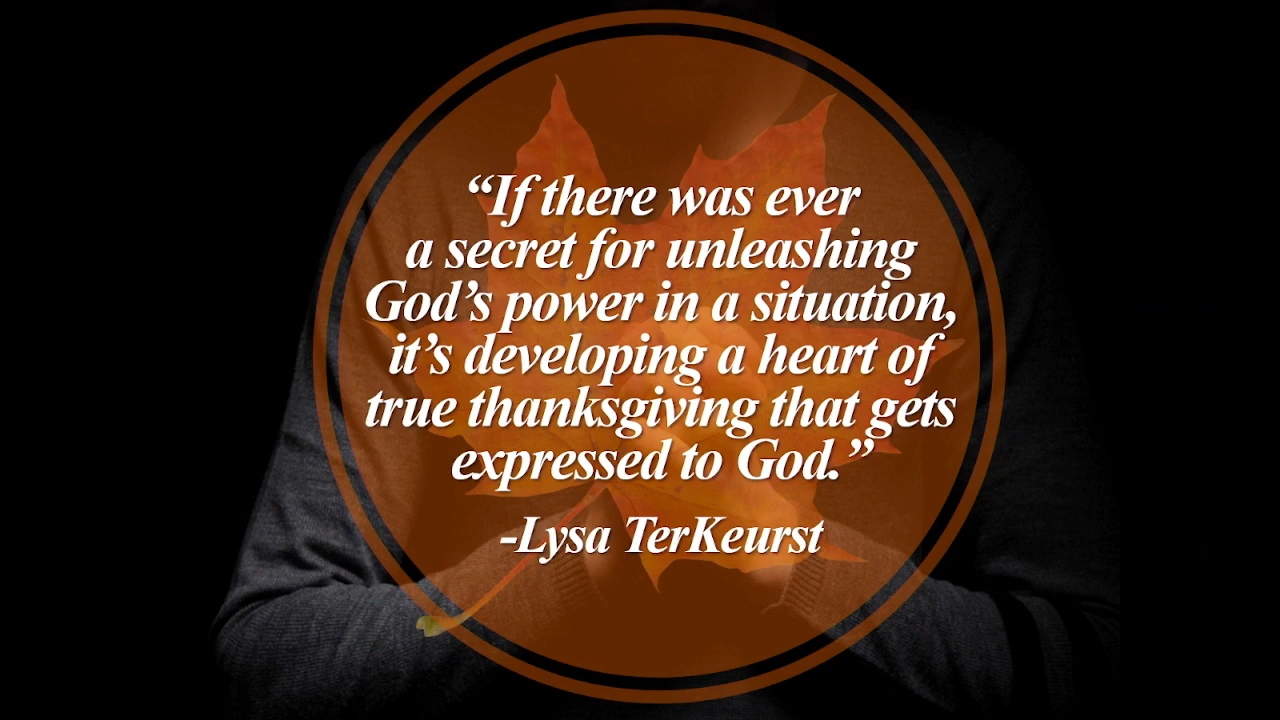 “If there was ever
a secret for unleashing
God’s power in a situation,
it’s developing a heart of
true thanksgiving that gets
expressed to God.”
-Lysa TerKeurst